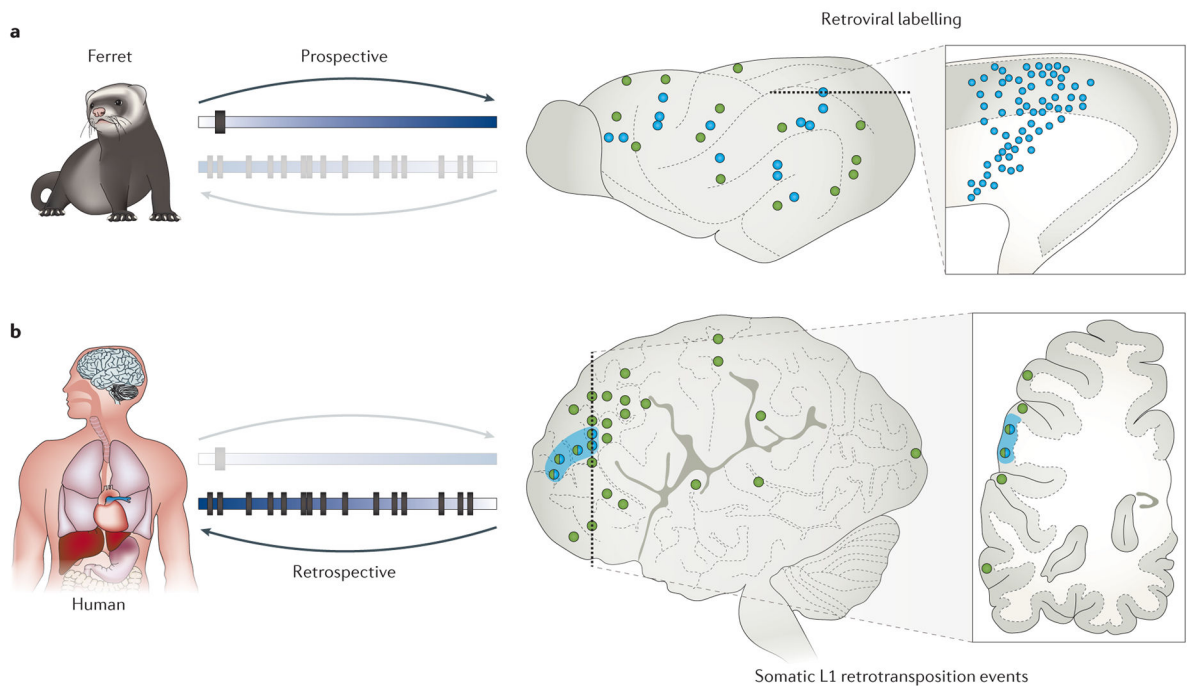 Retroviral labelling
a
Ferret
Prospective
b
Retrospective
Human
Somatic L1 retrotransposition events